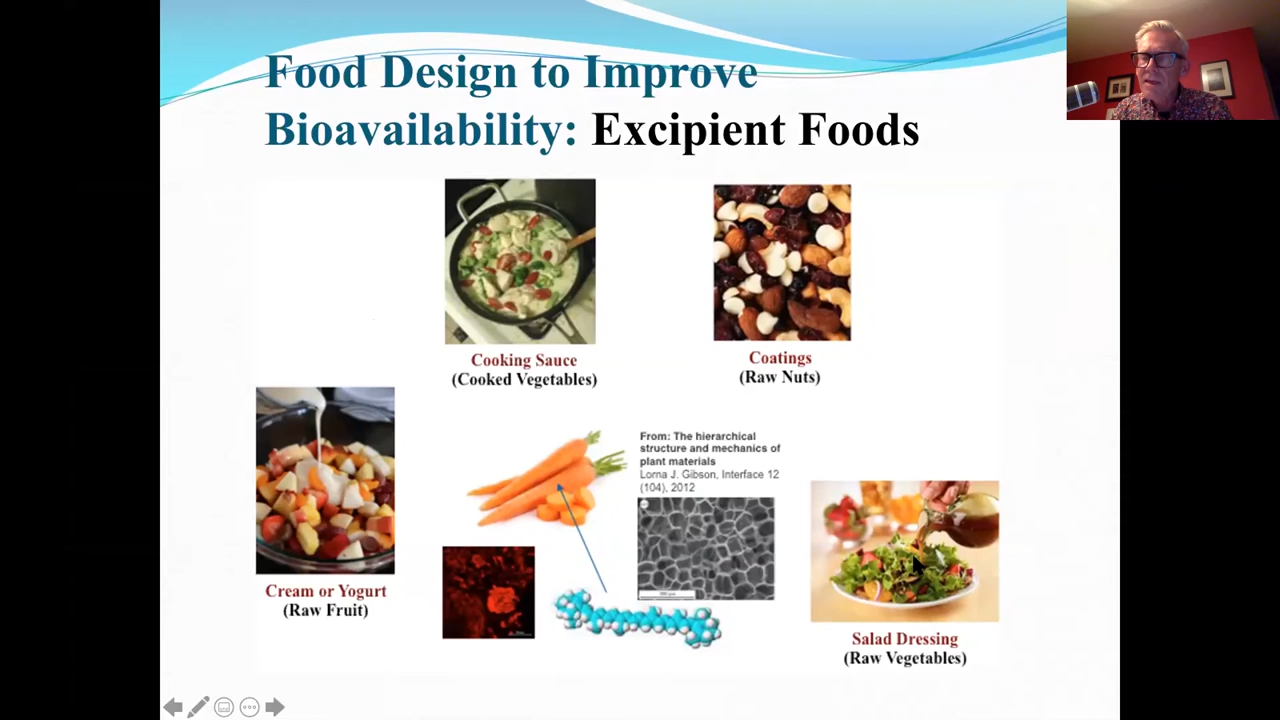 Food Design to Improve
Bioavailability: Excipient Foods
Cooking Sauce
(Cooked Vegetables)
Coatings
(Raw Nuts)
From: The hierarchical
structure and mechanics of
plant materials
Lorna J. Gibson, Interface 12
(104), 2012
Cream or Yogurt
(Raw Fruit)
Salad Dressing
(Raw Vegetables)